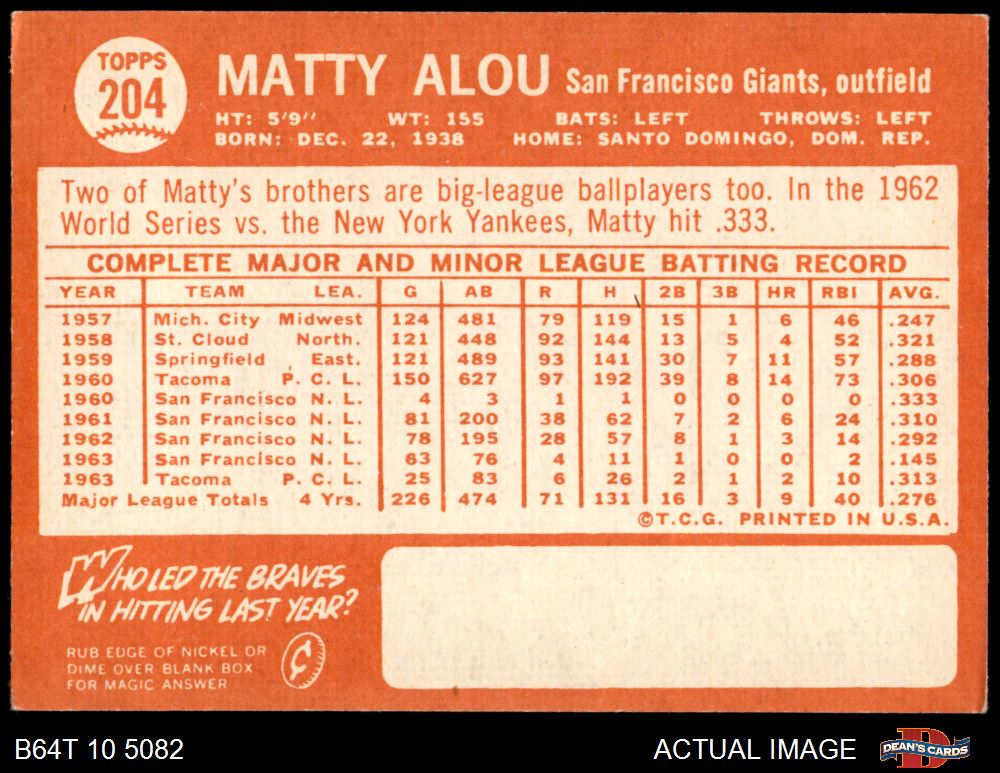 TOPPS
204
MATTY ALOU San Francisco Giants, outfield
HT: 5'9" WT: 155 BATS: LEFT THROWS: LEFT
BORN: DEC. 22, 1938 HOME: SANTO DOMINGO, DOM. REP.
Two of Matty's brothers are big-league ballplayers too. In the 1962
World Series vs. the New York Yankees, Matty hit .333.
COMPLETE MAJOR AND MINOR LEAGUE BATTING RECORD
YEAR TEAM LEA. G AB R H 2B 3B HR RBI AVG.
1957 Mich. City Midwest 124 481 79 119 15 1 6 46 .247
1958 St. Cloud North. 121 448 92 144 13 5 4 52 .321
1959 Springfield East. 121 489 93 141 30 7 11 57 .288
1960 Tacoma P. C. L. 150 627 97 192 39 8 14 73 .306
1960 San Francisco N. L. 4 3 1 1 0 0 0 0 .333
1961 San Francisco N. L. 81 200 38 62 7 2 6 24 .310
1962 San Francisco N. L. 78 195 28 57 8 1 3 14 .292
1963 San Francisco N. L. 63 76 4 11 1 0 0 2 .145
1963 Tacoma P. C. L. 25 83 6 26 2 1 2 10 .313
Major League Totals 4 Yrs. 226 474 71 131 16 3 9 40 .276
©T.C.G. PRINTED IN U.S.A.
WHO LED THE BRAVES
IN HITTING LAST YEAR?
RUB EDGE OF NICKEL OR
DIME OVER BLANK BOX
FOR MAGIC ANSWER
¢
B64T 10 5082
ACTUAL IMAGE
DEAN'S CARDS